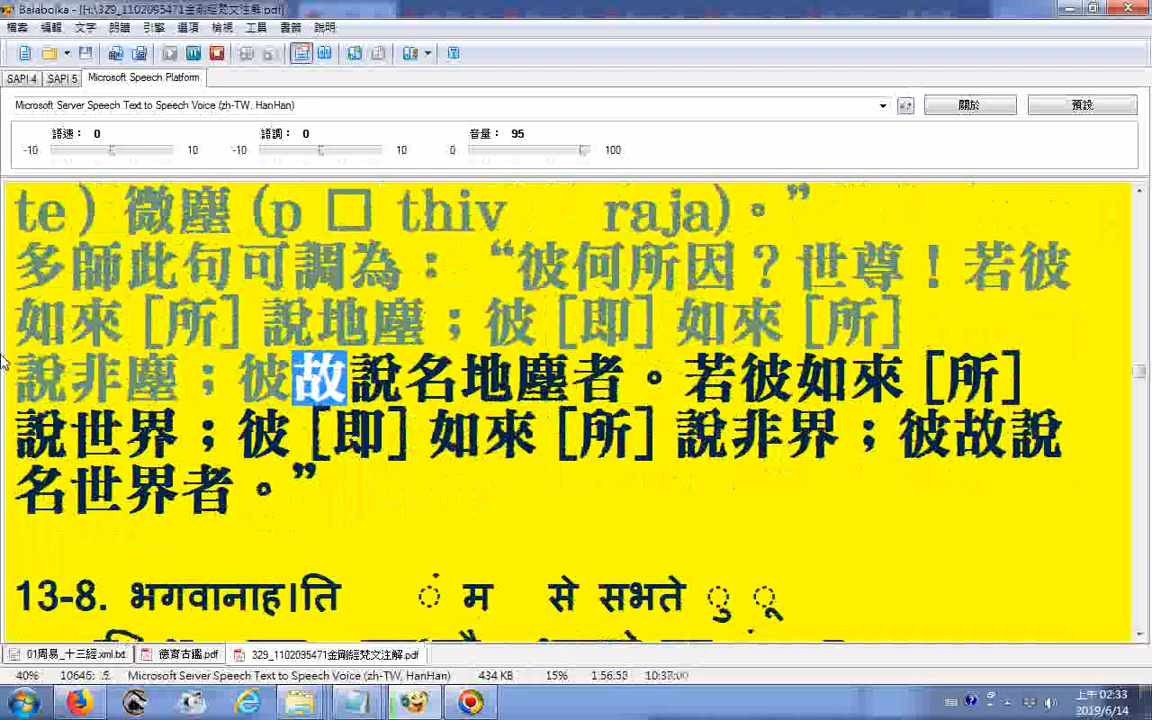 Balabolka - [H:\329_1102095471金剛經梵文注解.pdf]
檔案 編輯 文字 朗讀 引擎 選項 檢視 工具 書籤 說明
SAPI 4 SAPI 5 Microsoft Speech Platform
Microsoft Server Speech Text to Speech Voice (zh-TW, HanHan) 關於 預設
語速： 0 語調： 0 音量： 95
-10 10 -10 10 0 100
te）微塵 (p □ thiv raja)。”
多師此句可調為：“彼何所因？世尊！若彼
如來 [所] 說地塵；彼 [即] 如來 [所]
說非塵；彼故說名地塵者。若彼如來 [所]
說世界；彼 [即] 如來 [所] 說非界；彼故說
名世界者。”
13-8. भगवानाह।ति ं म से सभते ु ू
01周易_十三經.xml.txt 德育古鑑.pdf 329_1102095471金剛經梵文注解.pdf
40% 10645: 5 Microsoft Server Speech Text to Speech Voice (zh-TW, HanHan) 434 KB 15% 1:56:53 10:37:00
上午 02:33
2019/6/14